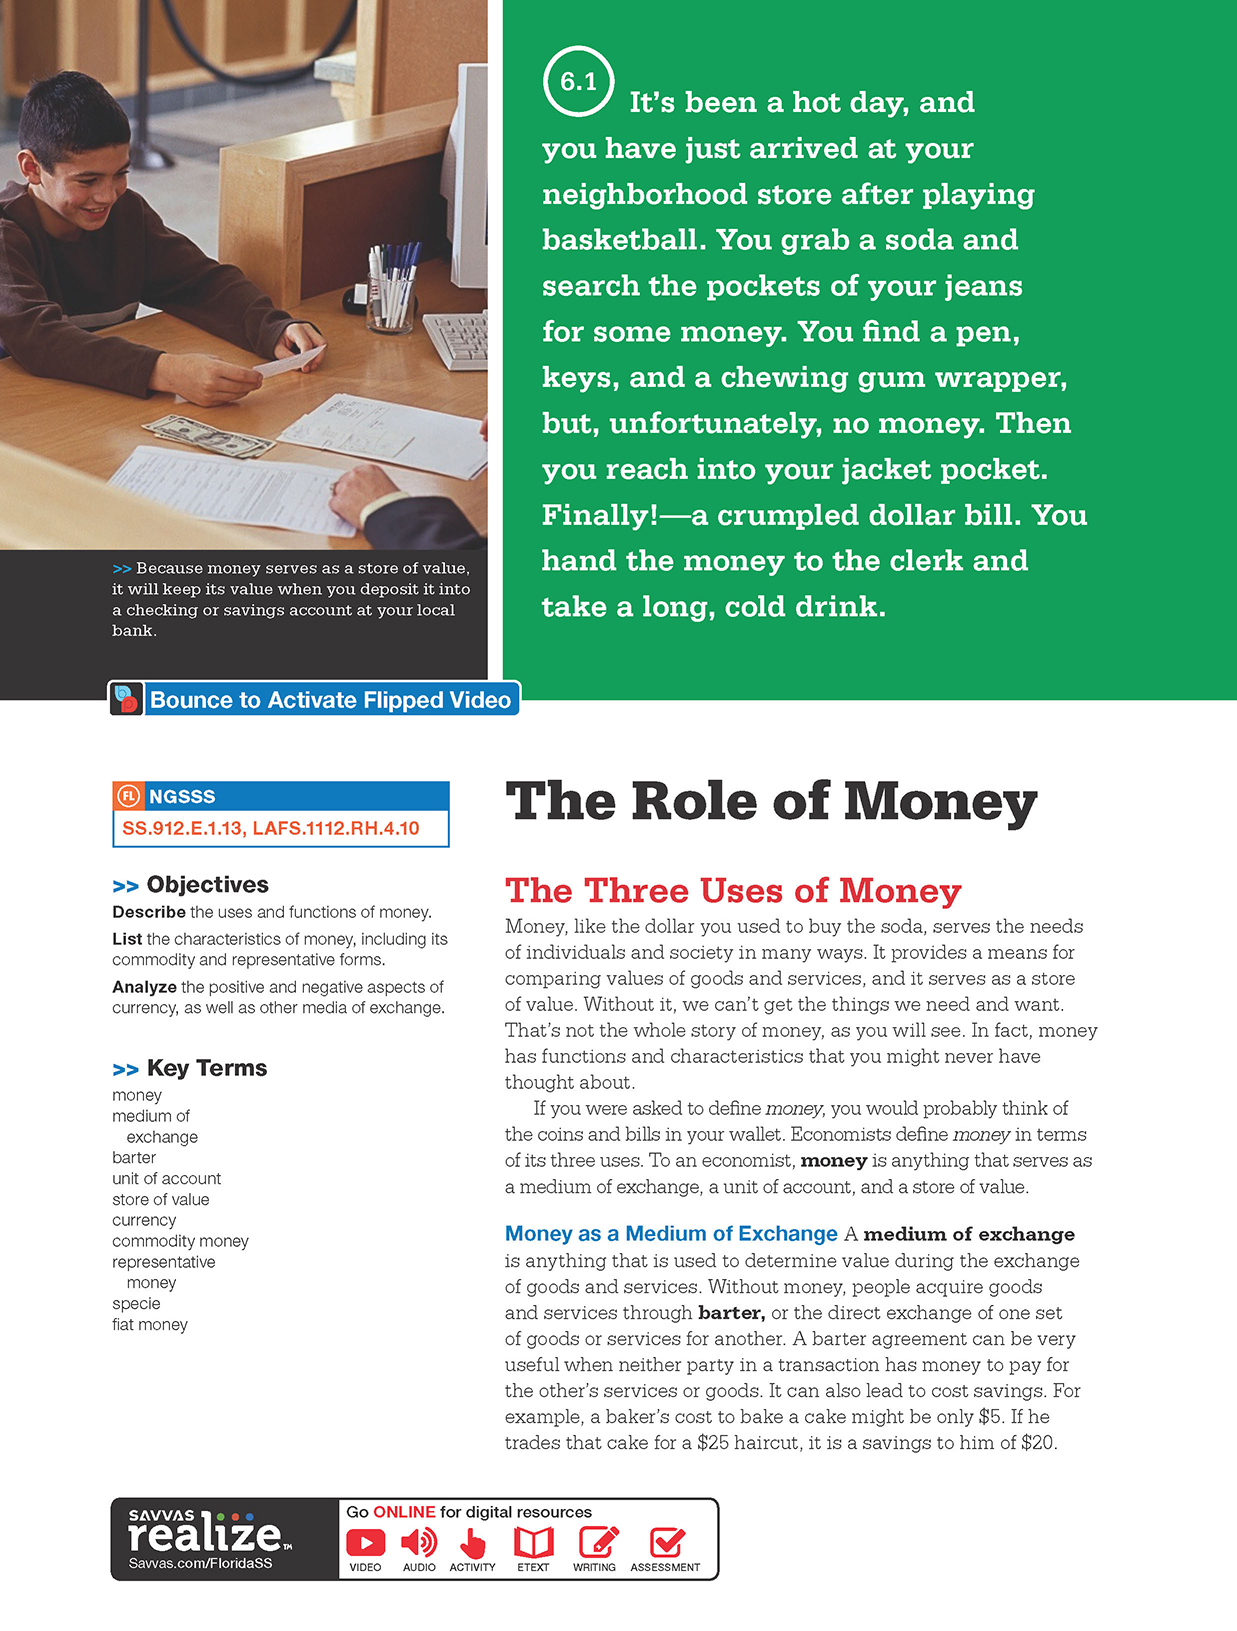 6.1 It's been a hot day, and
you have just arrived at your
neighborhood store after playing
basketball. You grab a soda and
search the pockets of your jeans
for some money. You find a pen,
keys, and a chewing gum wrapper,
but, unfortunately, no money. Then
you reach into your jacket pocket.
Finally!—a crumpled dollar bill. You
hand the money to the clerk and
take a long, cold drink.
>> Because money serves as a store of value,
it will keep its value when you deposit it into
a checking or savings account at your local
bank.
Bounce to Activate Flipped Video
FL NGSSS
SS.912.E.1.13, LAFS.1112.RH.4.10
>> Objectives
Describe the uses and functions of money.
List the characteristics of money, including its
commodity and representative forms.
Analyze the positive and negative aspects of
currency, as well as other media of exchange.
>> Key Terms
money
medium of
exchange
barter
unit of account
store of value
currency
commodity money
representative
money
specie
fiat money
The Role of Money
The Three Uses of Money
Money, like the dollar you used to buy the soda, serves the needs
of individuals and society in many ways. It provides a means for
comparing values of goods and services, and it serves as a store
of value. Without it, we can't get the things we need and want.
That's not the whole story of money, as you will see. In fact, money
has functions and characteristics that you might never have
thought about.
If you were asked to define money, you would probably think of
the coins and bills in your wallet. Economists define money in terms
of its three uses. To an economist, money is anything that serves as
a medium of exchange, a unit of account, and a store of value.
Money as a Medium of Exchange A medium of exchange
is anything that is used to determine value during the exchange
of goods and services. Without money, people acquire goods
and services through barter, or the direct exchange of one set
of goods or services for another. A barter agreement can be very
useful when neither party in a transaction has money to pay for
the other's services or goods. It can also lead to cost savings. For
example, a baker's cost to bake a cake might be only $5. If he
trades that cake for a $25 haircut, it is a savings to him of $20.
SAVVAS
realize™
Savvas.com/FloridaSS
Go ONLINE for digital resources
VIDEO AUDIO ACTIVITY ETEXT WRITING ASSESSMENT